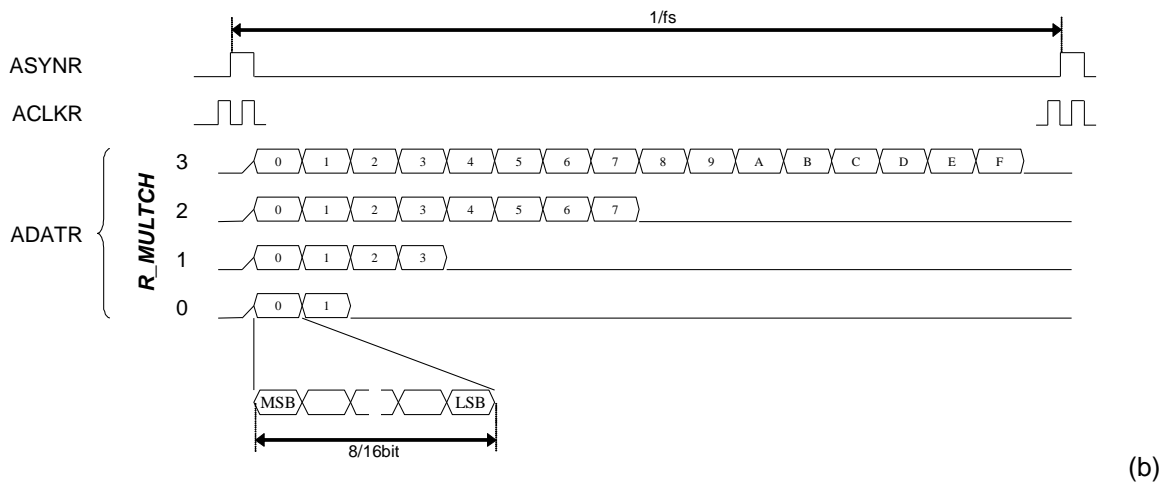 1/fs
ASYNR
ACLKR
ADATR
R_MULTCH
3 0 1 2 3 4 5 6 7 8 9 A B C D E F
2 0 1 2 3 4 5 6 7
1 0 1 2 3
0 0 1
MSB LSB
8/16bit
(b)